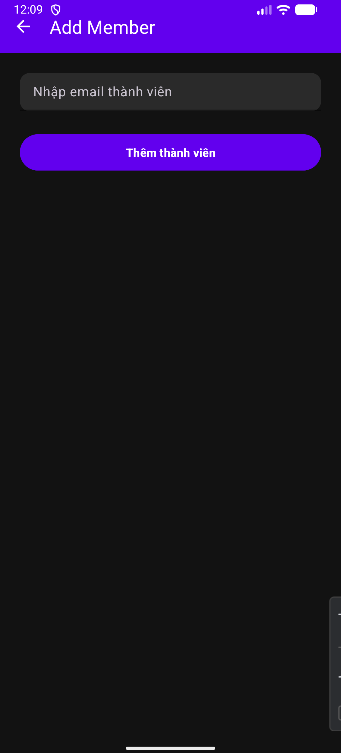 12:09
Add Member
Nhập email thành viên
Thêm thành viên